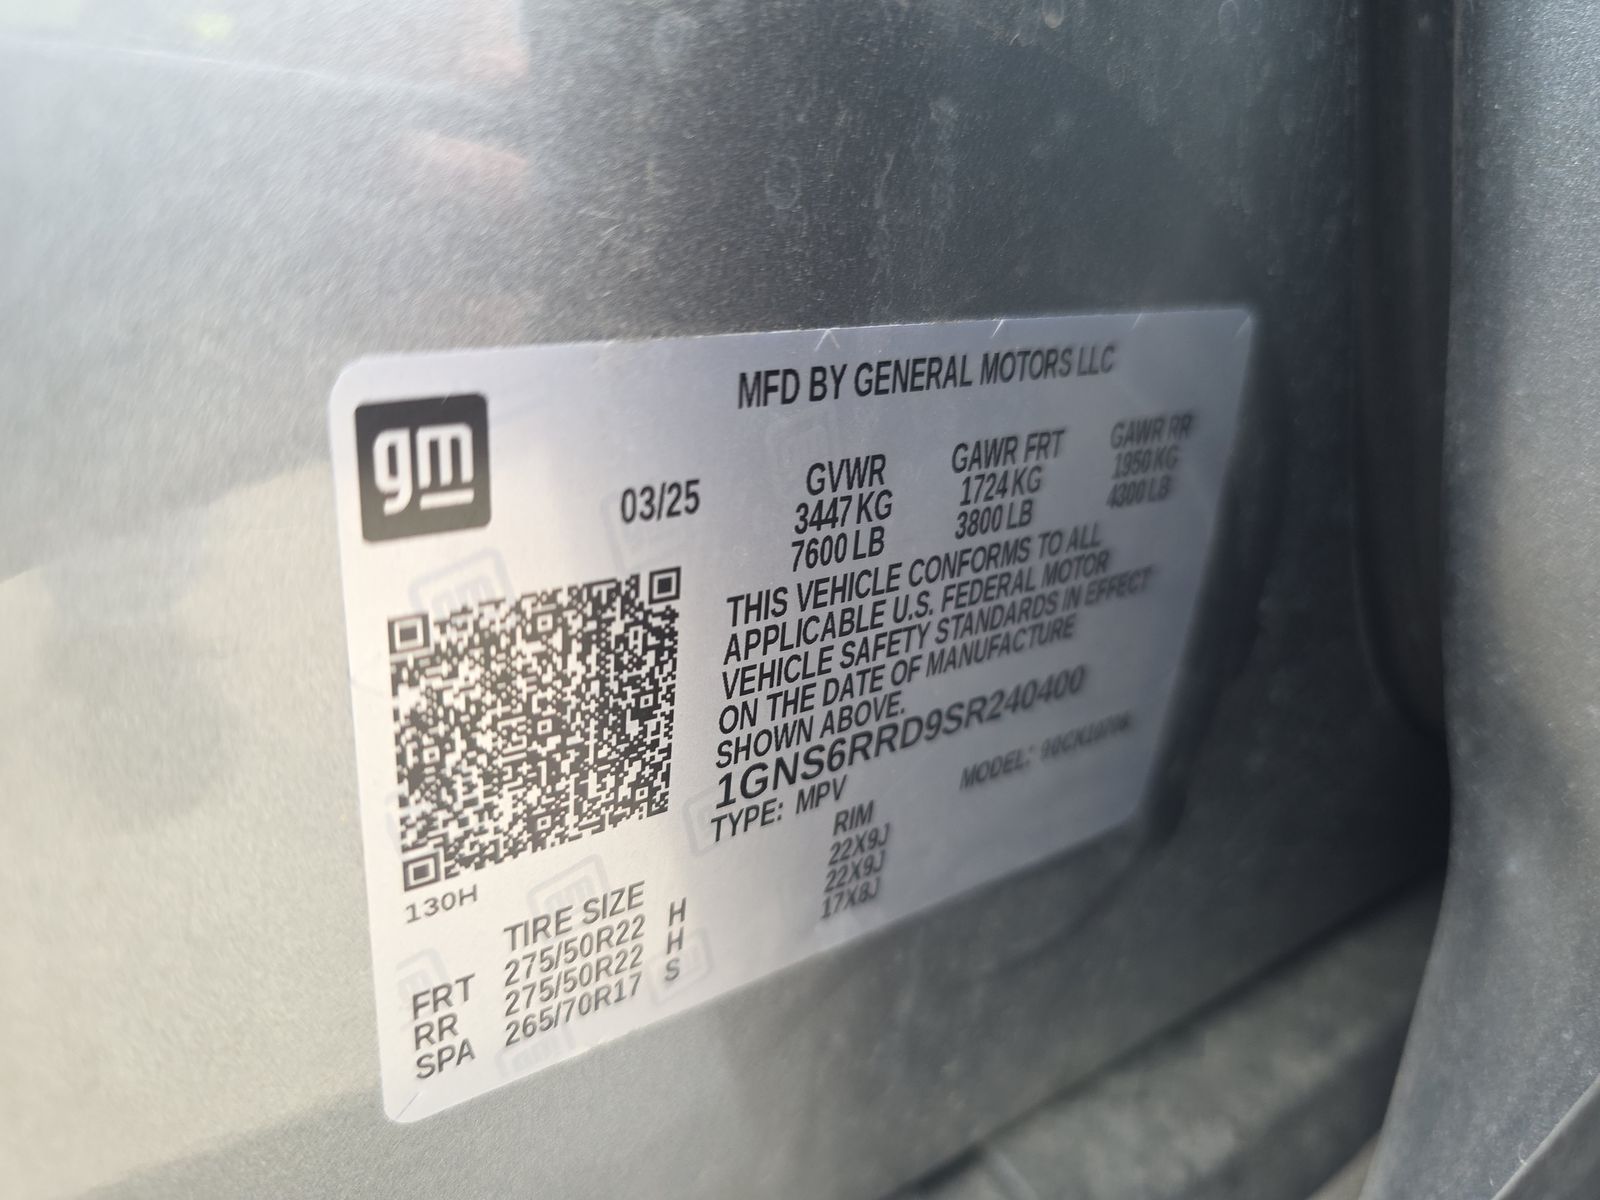 gm
MFD BY GENERAL MOTORS LLC
03/25
GVWR GAWR FRT GAWR RR
3447 KG 1724 KG 1950 KG
7600 LB 3800 LB 4300 LB
THIS VEHICLE CONFORMS TO ALL
APPLICABLE U.S. FEDERAL MOTOR
VEHICLE SAFETY STANDARDS IN EFFECT
ON THE DATE OF MANUFACTURE
SHOWN ABOVE.
1GNS6RRD9SR240400
TYPE: MPV MODEL:
130H
TIRE SIZE RIM
FRT 275/50R22 H 22X9J
RR 275/50R22 H 22X9J
SPA 265/70R17 S 17X8J